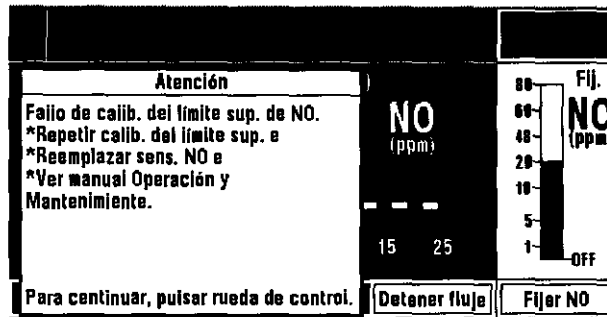 Atención
Fallo de calib. del límite sup. de NO.
*Repetir calib. del límite sup. e
*Reemplazar sens. NO e
*Ver manual Operación y
Mantenimiento.
Para continuar, pulsar rueda de control.
)
NO
(ppm)
15 25
Detener fluje
Fij.
NO
(ppm
80
60
40
20
10
5
1
OFF
Fijar NO